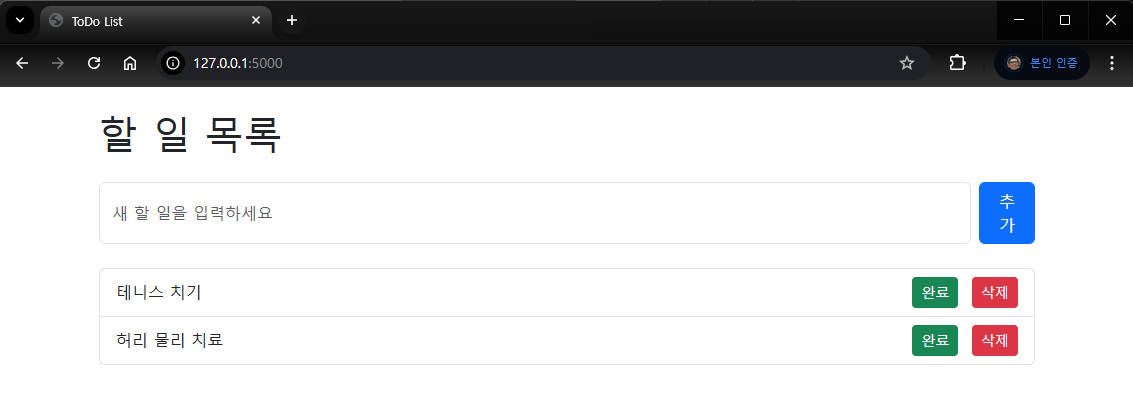 ToDo List
127.0.0.1:5000
본인 인증
할 일 목록
새 할 일을 입력하세요
추
가
테니스 치기 완료 삭제
허리 물리 치료 완료 삭제